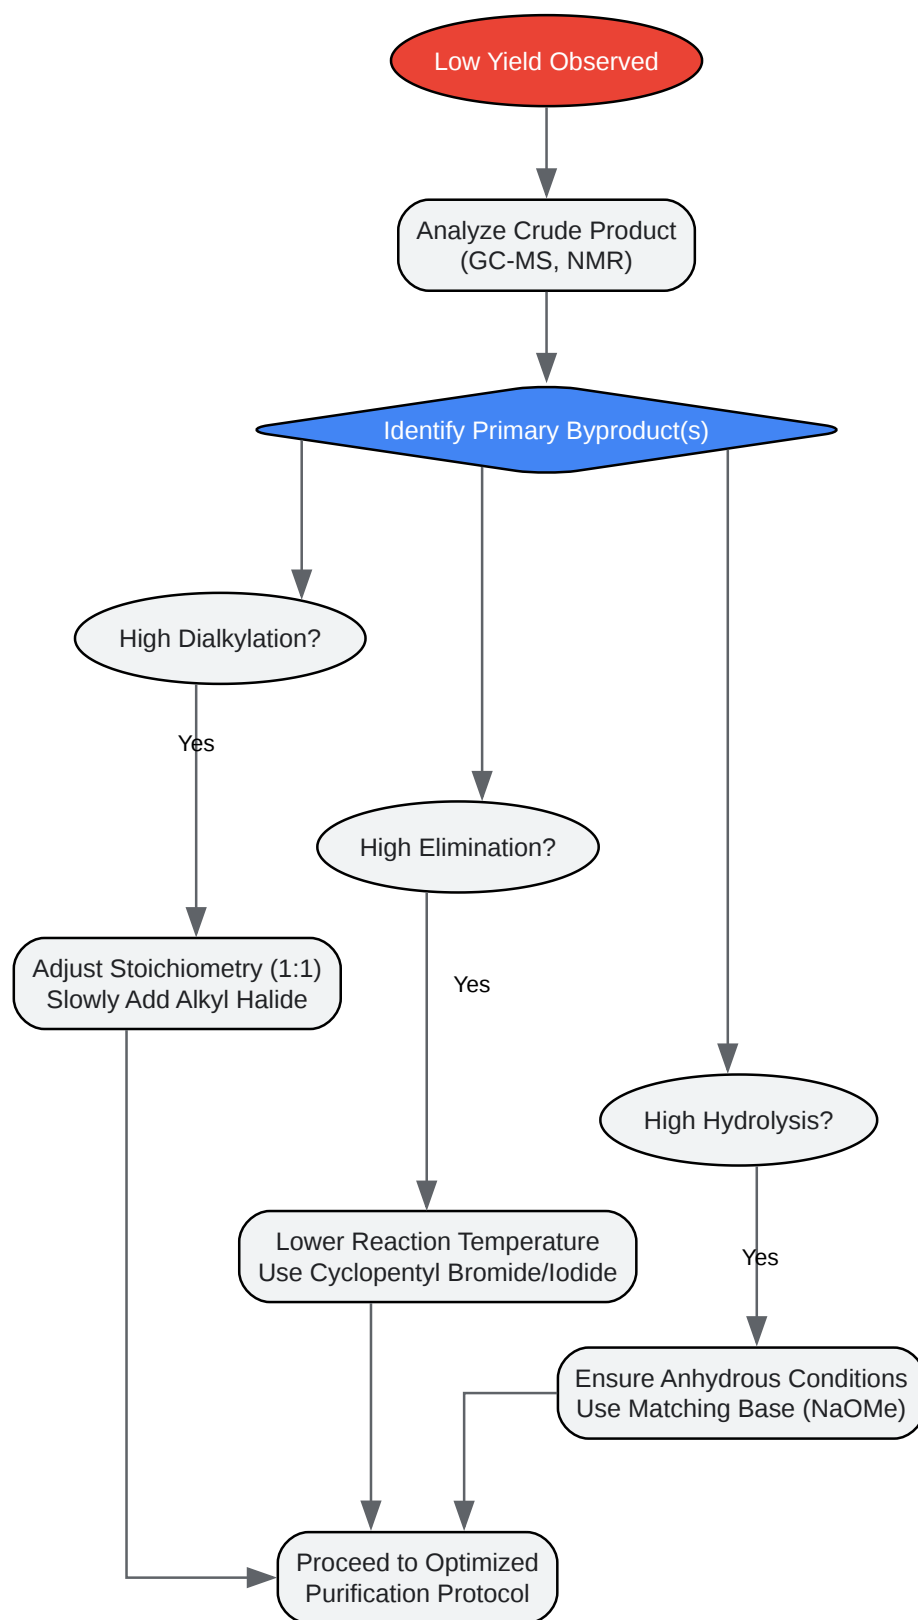 Low Yield Observed
Analyze Crude Product
(GC-MS, NMR)
Identify Primary Byproduct(s)
High Dialkylation?
Yes
High Elimination?
Adjust Stoichiometry (1:1)
Slowly Add Alkyl Halide
Yes
High Hydrolysis?
Lower Reaction Temperature
Use Cyclopentyl Bromide/Iodide
Yes
Ensure Anhydrous Conditions
Use Matching Base (NaOMe)
Proceed to Optimized
Purification Protocol